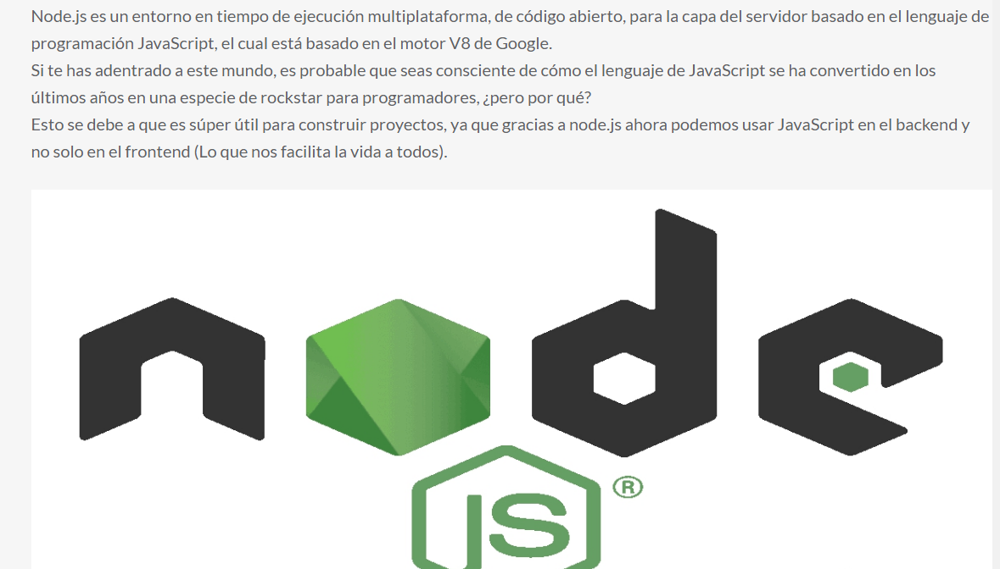 Node.js es un entorno en tiempo de ejecución multiplataforma, de código abierto, para la capa del servidor basado en el lenguaje de
programación JavaScript, el cual está basado en el motor V8 de Google.
Si te has adentrado a este mundo, es probable que seas consciente de cómo el lenguaje de JavaScript se ha convertido en los
últimos años en una especie de rockstar para programadores, ¿pero por qué?
Esto se debe a que es súper útil para construir proyectos, ya que gracias a node.js ahora podemos usar JavaScript en el backend y
no solo en el frontend (Lo que nos facilita la vida a todos).
node
js ®